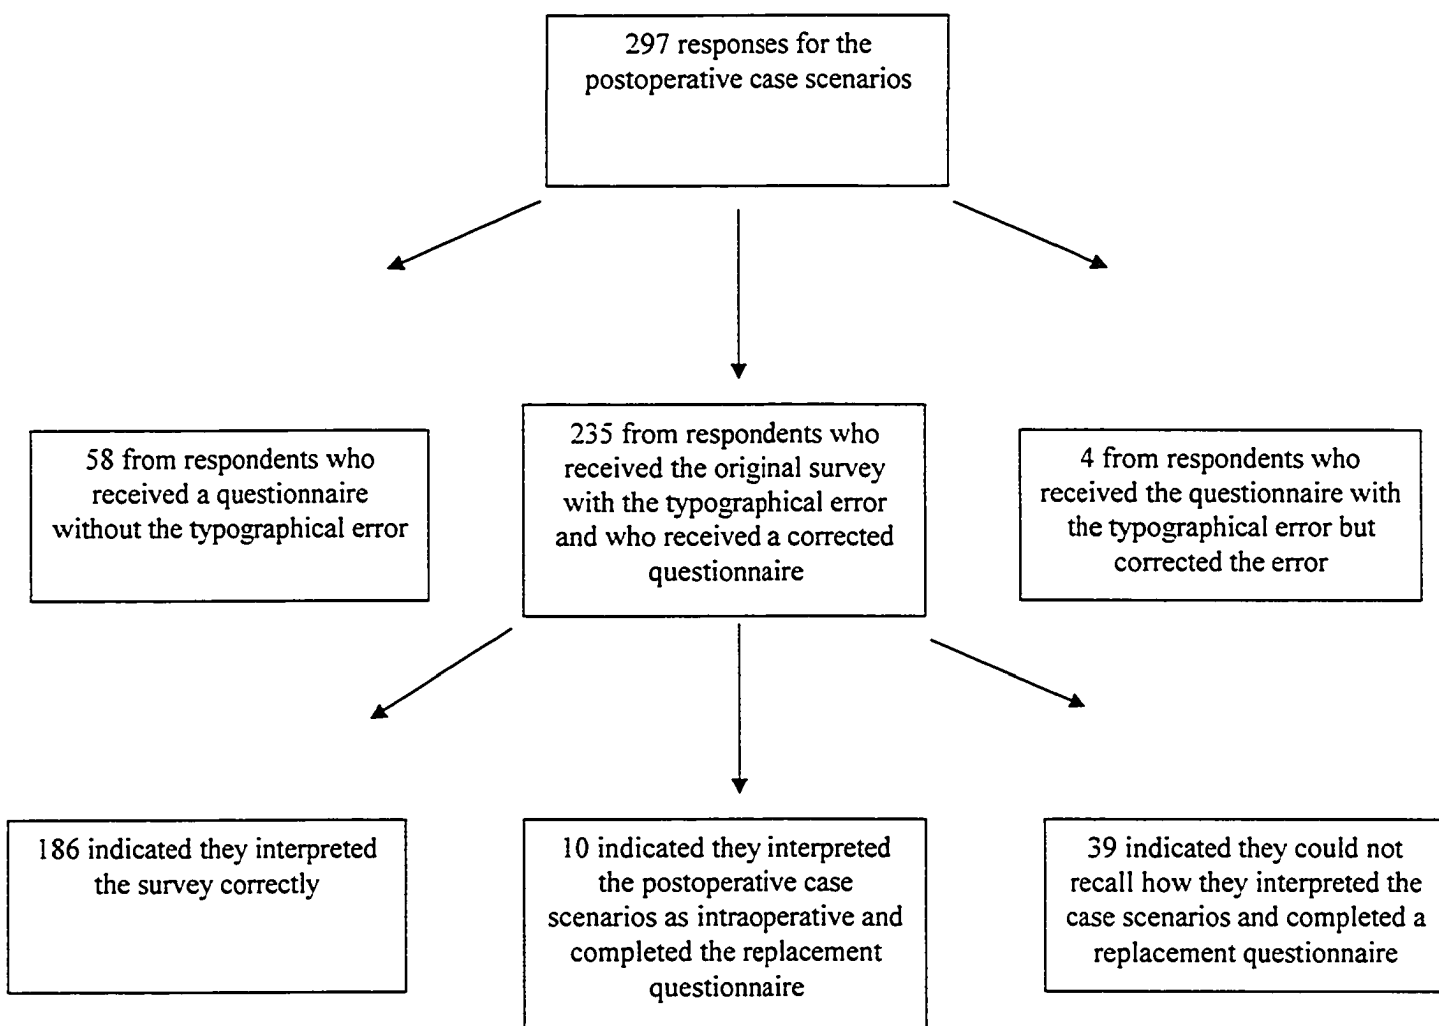 297 responses for the
postoperative case scenarios
58 from respondents who
received a questionnaire
without the typographical error
235 from respondents who
received the original survey
with the typographical error
and who received a corrected
questionnaire
4 from respondents who
received the questionnaire with
the typographical error but
corrected the error
186 indicated they interpreted
the survey correctly
10 indicated they interpreted
the postoperative case
scenarios as intraoperative and
completed the replacement
questionnaire
39 indicated they could not
recall how they interpreted the
case scenarios and completed a
replacement questionnaire